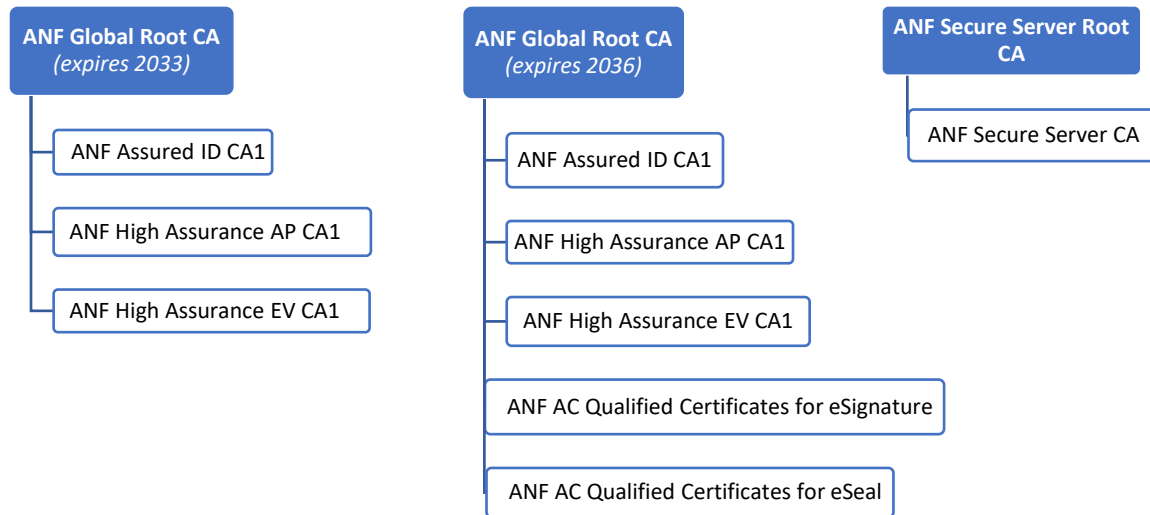 ANF Global Root CA
(expires 2033)
ANF Assured ID CA1
ANF High Assurance AP CA1
ANF High Assurance EV CA1
ANF Global Root CA
(expires 2036)
ANF Assured ID CA1
ANF High Assurance AP CA1
ANF High Assurance EV CA1
ANF AC Qualified Certificates for eSignature
ANF AC Qualified Certificates for eSeal
ANF Secure Server Root
CA
ANF Secure Server CA